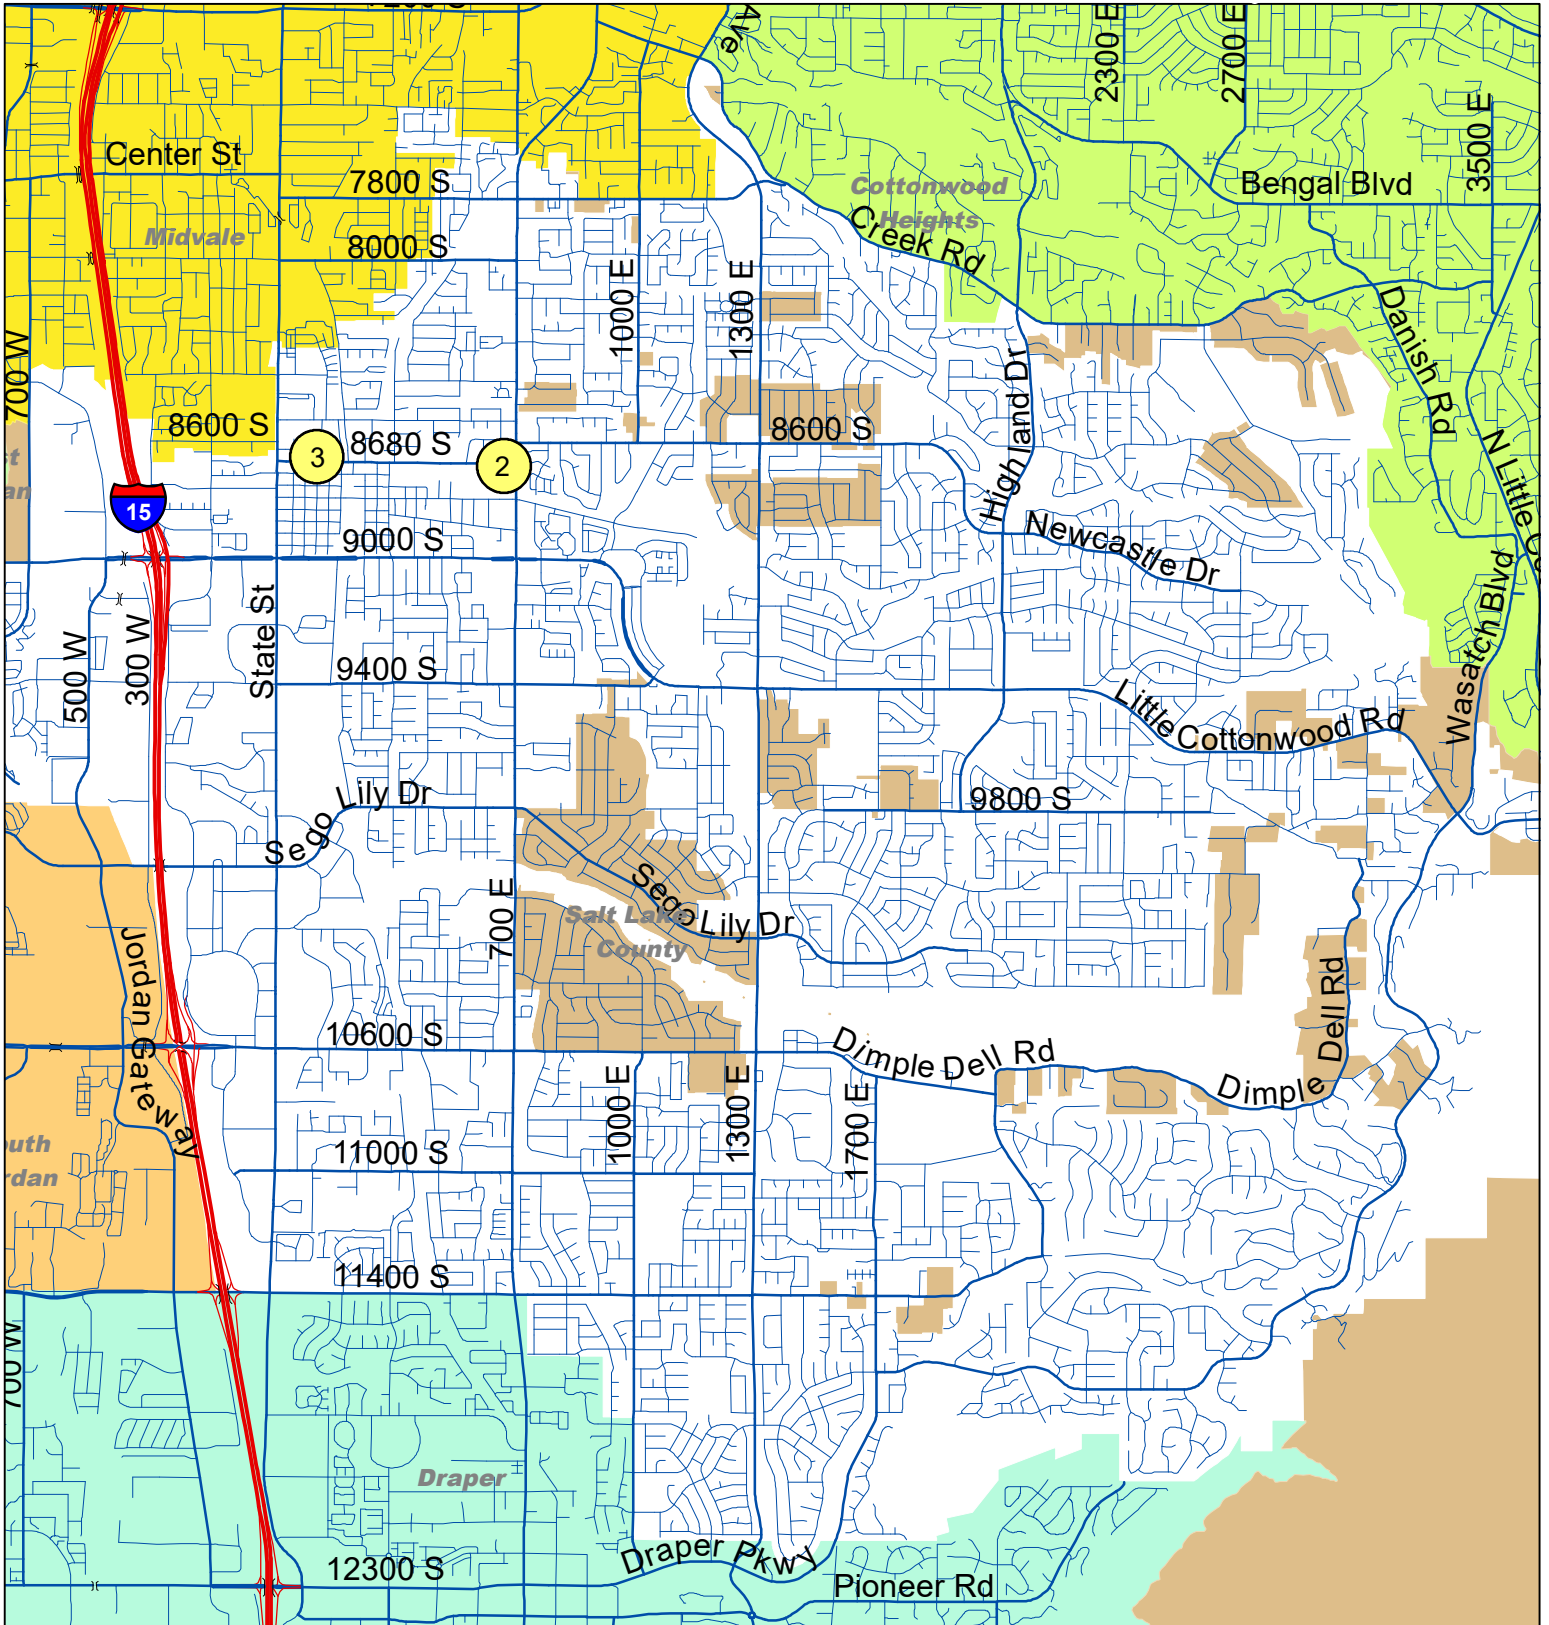 Ave
2300 E
2700 E
3500 E
Center St
7800 S
Bengal Blvd
Cottonwood
Heights
Midvale
8000 S
Creek Rd
1000 E
1300 E
Danish Rd
700 W
Highland Dr
8600 S
8680 S
8600 S
3
2
N Little
15
9000 S
Newcastle Dr
500 W
300 W
State St
9400 S
Wasatch Blvd
Little Cottonwood Rd
Sego Lily Dr
9800 S
700 E
Sego Lily Dr
Salt Lake
County
Jordan Gateway
10600 S
Dimple Dell Rd
Dimple Dell Rd
1000 E
1300 E
1700 E
11000 S
11400 S
700 W
Draper
12300 S
Draper Pkwy
Pioneer Rd